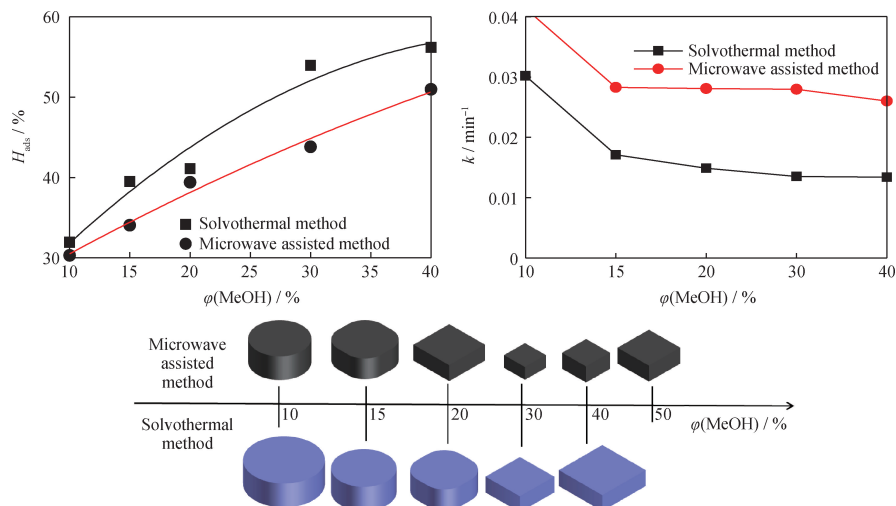 60
50
40
30
H_ads / %
Solvothermal method
Microwave assisted method
10 15 20 25 30 35 40
φ(MeOH) / %
0.04
0.03
0.02
0.01
0
k / min⁻¹
Solvothermal method
Microwave assisted method
10 15 20 30 40
φ(MeOH) / %
Microwave
assisted
method
10 15 20 30 40 50
φ(MeOH) / %
Solvothermal
method